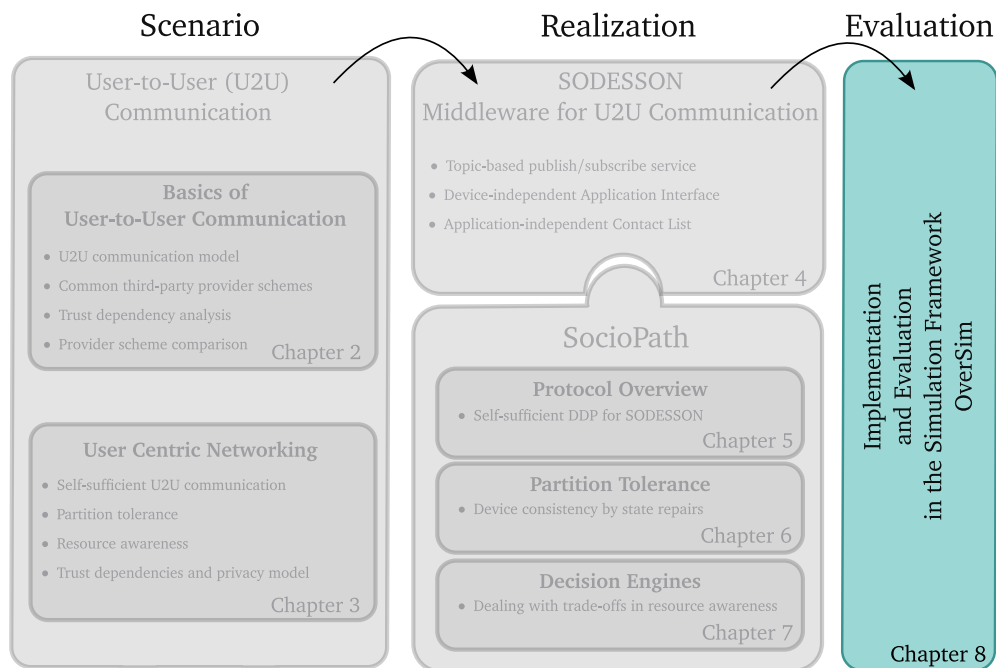 Scenario
User-to-User (U2U)
Communication
Basics of
User-to-User Communication
• U2U communication model
• Common third-party provider schemes
• Trust dependency analysis
• Provider scheme comparison
Chapter 2
User Centric Networking
• Self-sufficient U2U communication
• Partition tolerance
• Resource awareness
• Trust dependencies and privacy model
Chapter 3
Realization
SODESSON
Middleware for U2U Communication
• Topic-based publish/subscribe service
• Device-independent Application Interface
• Application-independent Contact List
Chapter 4
SocioPath
Protocol Overview
• Self-sufficient DDP for SODESSON
Chapter 5
Partition Tolerance
• Device consistency by state repairs
Chapter 6
Decision Engines
• Dealing with trade-offs in resource awareness
Chapter 7
Evaluation
Implementation
and Evaluation
in the Simulation Framework
OverSim
Chapter 8